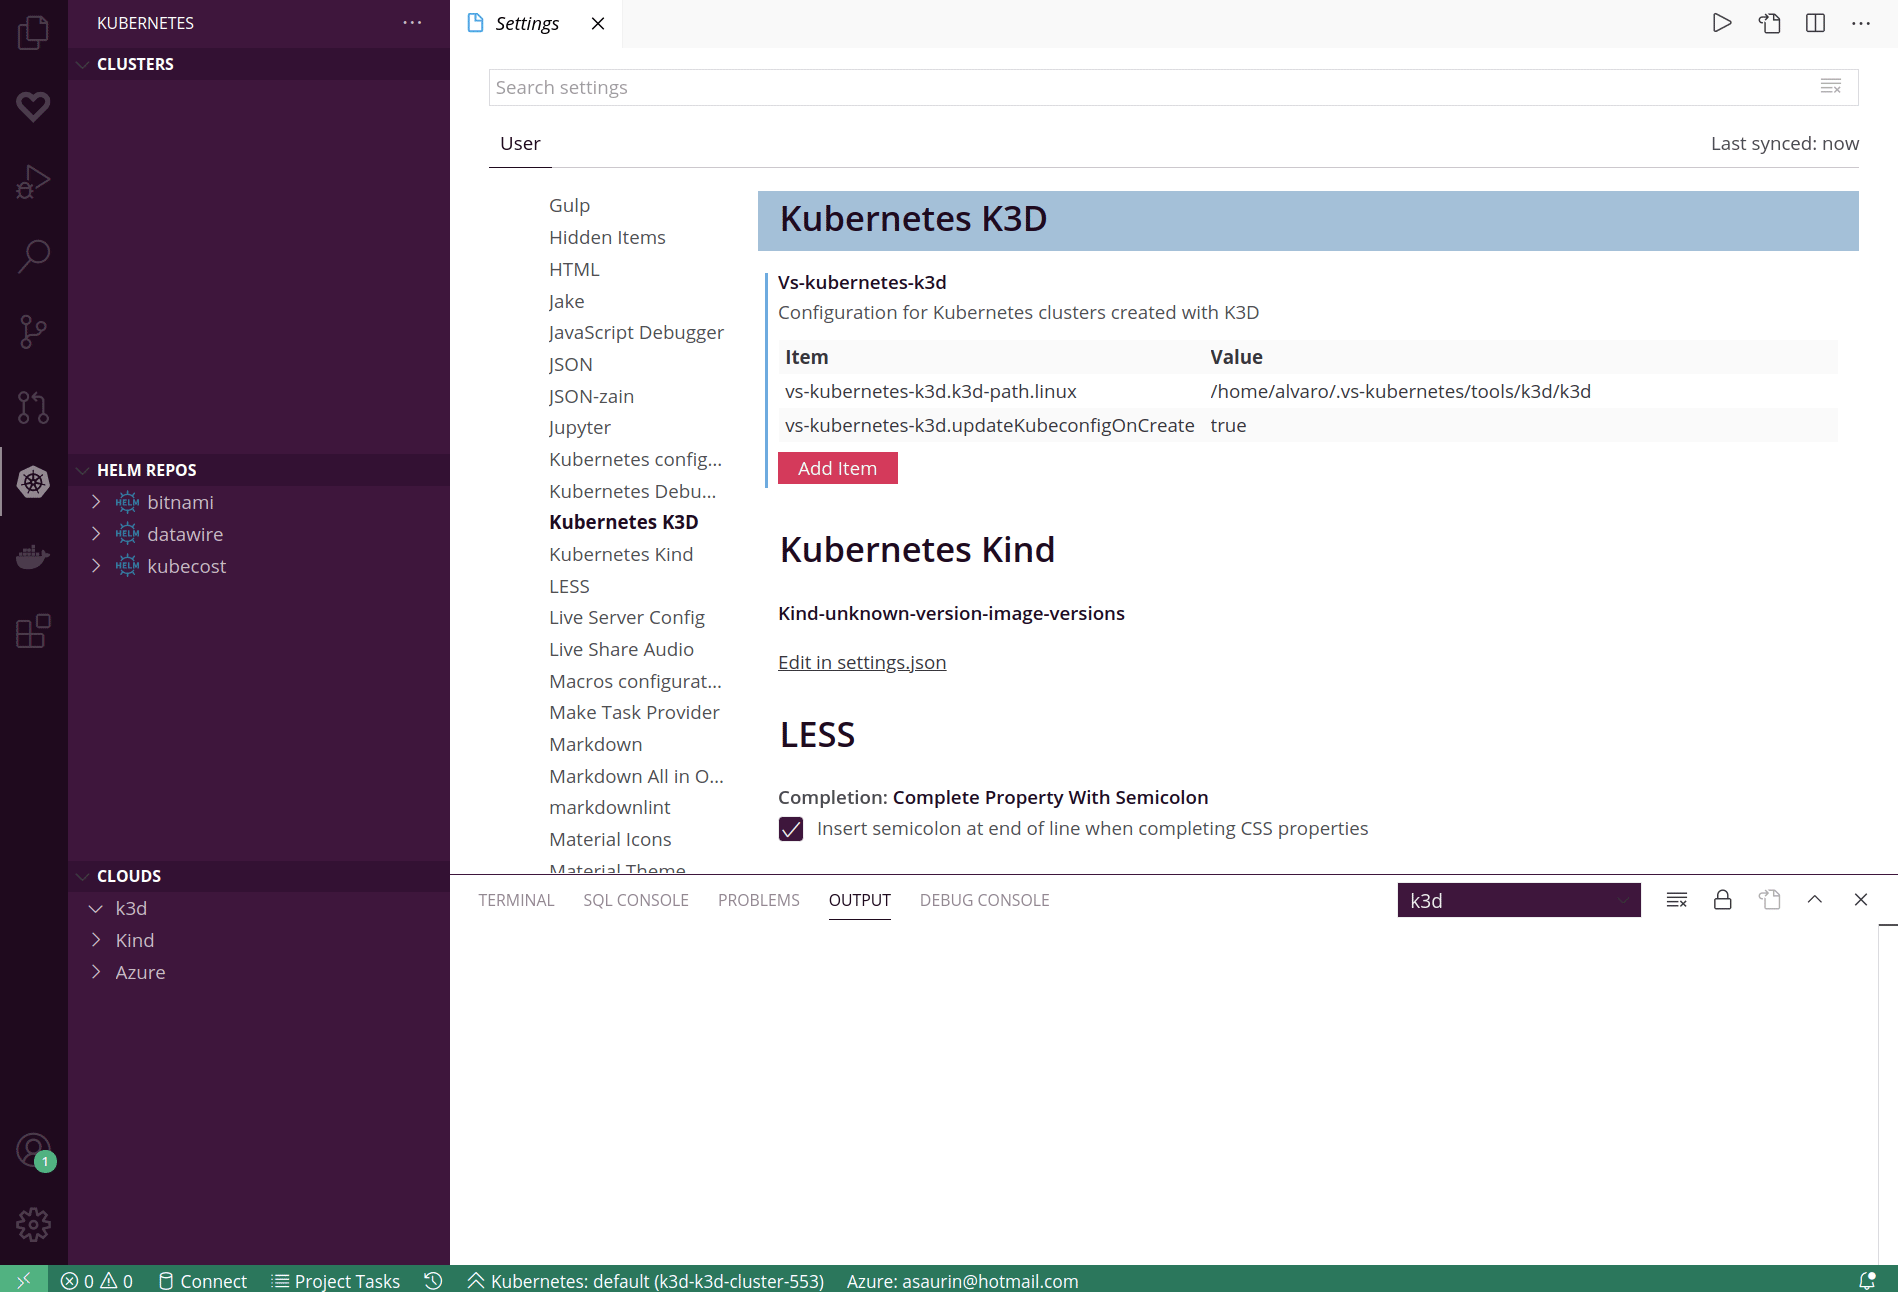 KUBERNETES
CLUSTERS
HELM REPOS
HELM bitnami
HELM datawire
HELM kubecost
CLOUDS
k3d
Kind
Azure
1
Settings
Search settings
User
Last synced: now
Gulp
Hidden Items
HTML
Jake
JavaScript Debugger
JSON
JSON-zain
Jupyter
Kubernetes config...
Kubernetes Debu...
Kubernetes K3D
Kubernetes Kind
LESS
Live Server Config
Live Share Audio
Macros configurat...
Make Task Provider
Markdown
Markdown All in O...
markdownlint
Material Icons
Material Theme
Kubernetes K3D
Vs-kubernetes-k3d
Configuration for Kubernetes clusters created with K3D
Item Value
vs-kubernetes-k3d.k3d-path.linux /home/alvaro/.vs-kubernetes/tools/k3d/k3d
vs-kubernetes-k3d.updateKubeconfigOnCreate true
Add Item
Kubernetes Kind
Kind-unknown-version-image-versions
Edit in settings.json
LESS
Completion: Complete Property With Semicolon
Insert semicolon at end of line when completing CSS properties
TERMINAL SQL CONSOLE PROBLEMS OUTPUT DEBUG CONSOLE k3d
0 0 Connect Project Tasks Kubernetes: default (k3d-k3d-cluster-553) Azure: asaurin@hotmail.com